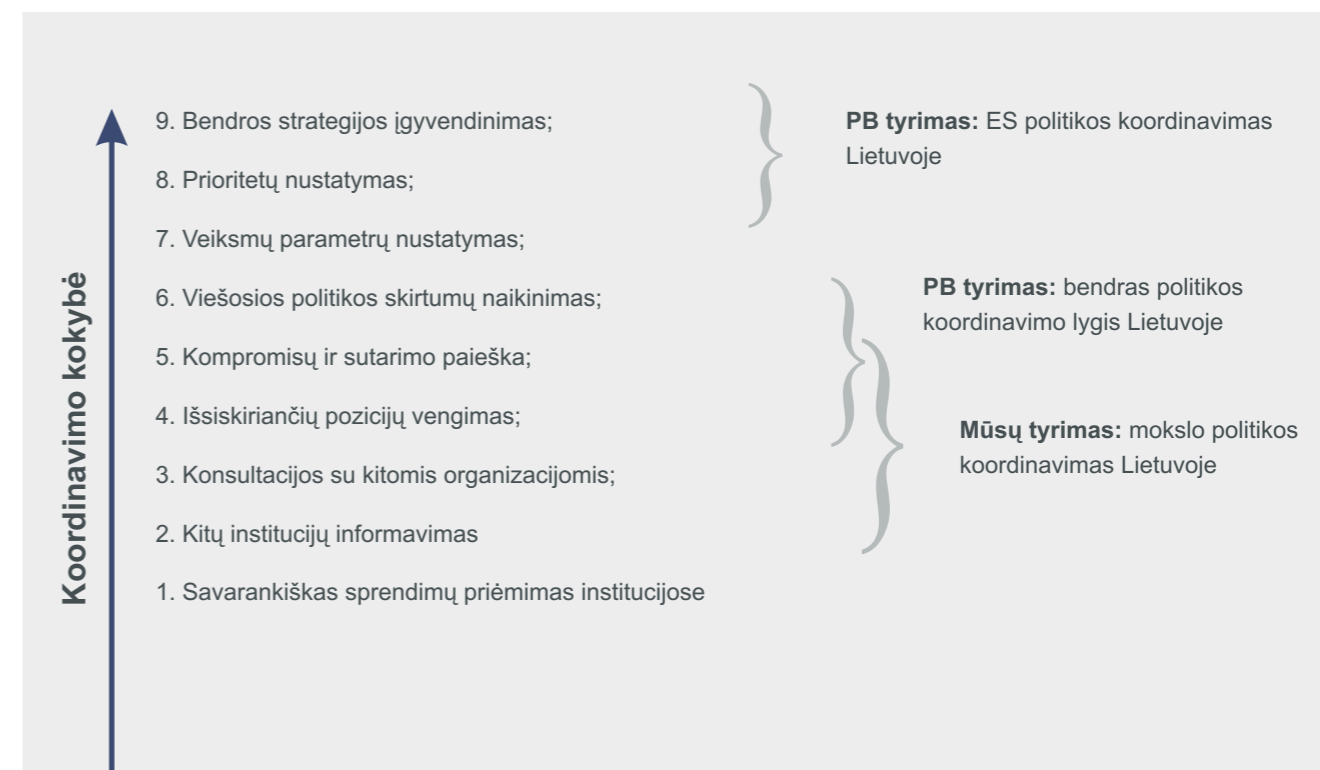 Koordinavimo kokybė
9. Bendros strategijos įgyvendinimas;
8. Prioritetų nustatymas;
7. Veiksmų parametrų nustatymas;
6. Viešosios politikos skirtumų naikinimas;
5. Kompromisų ir sutarimo paieška;
4. Išsiskiriančių pozicijų vengimas;
3. Konsultacijos su kitomis organizacijomis;
2. Kitų institucijų informavimas
1. Savarankiškas sprendimų priėmimas institucijose
PB tyrimas: ES politikos koordinavimas
Lietuvoje
PB tyrimas: bendras politikos
koordinavimo lygis Lietuvoje
Mūsų tyrimas: mokslo politikos
koordinavimas Lietuvoje